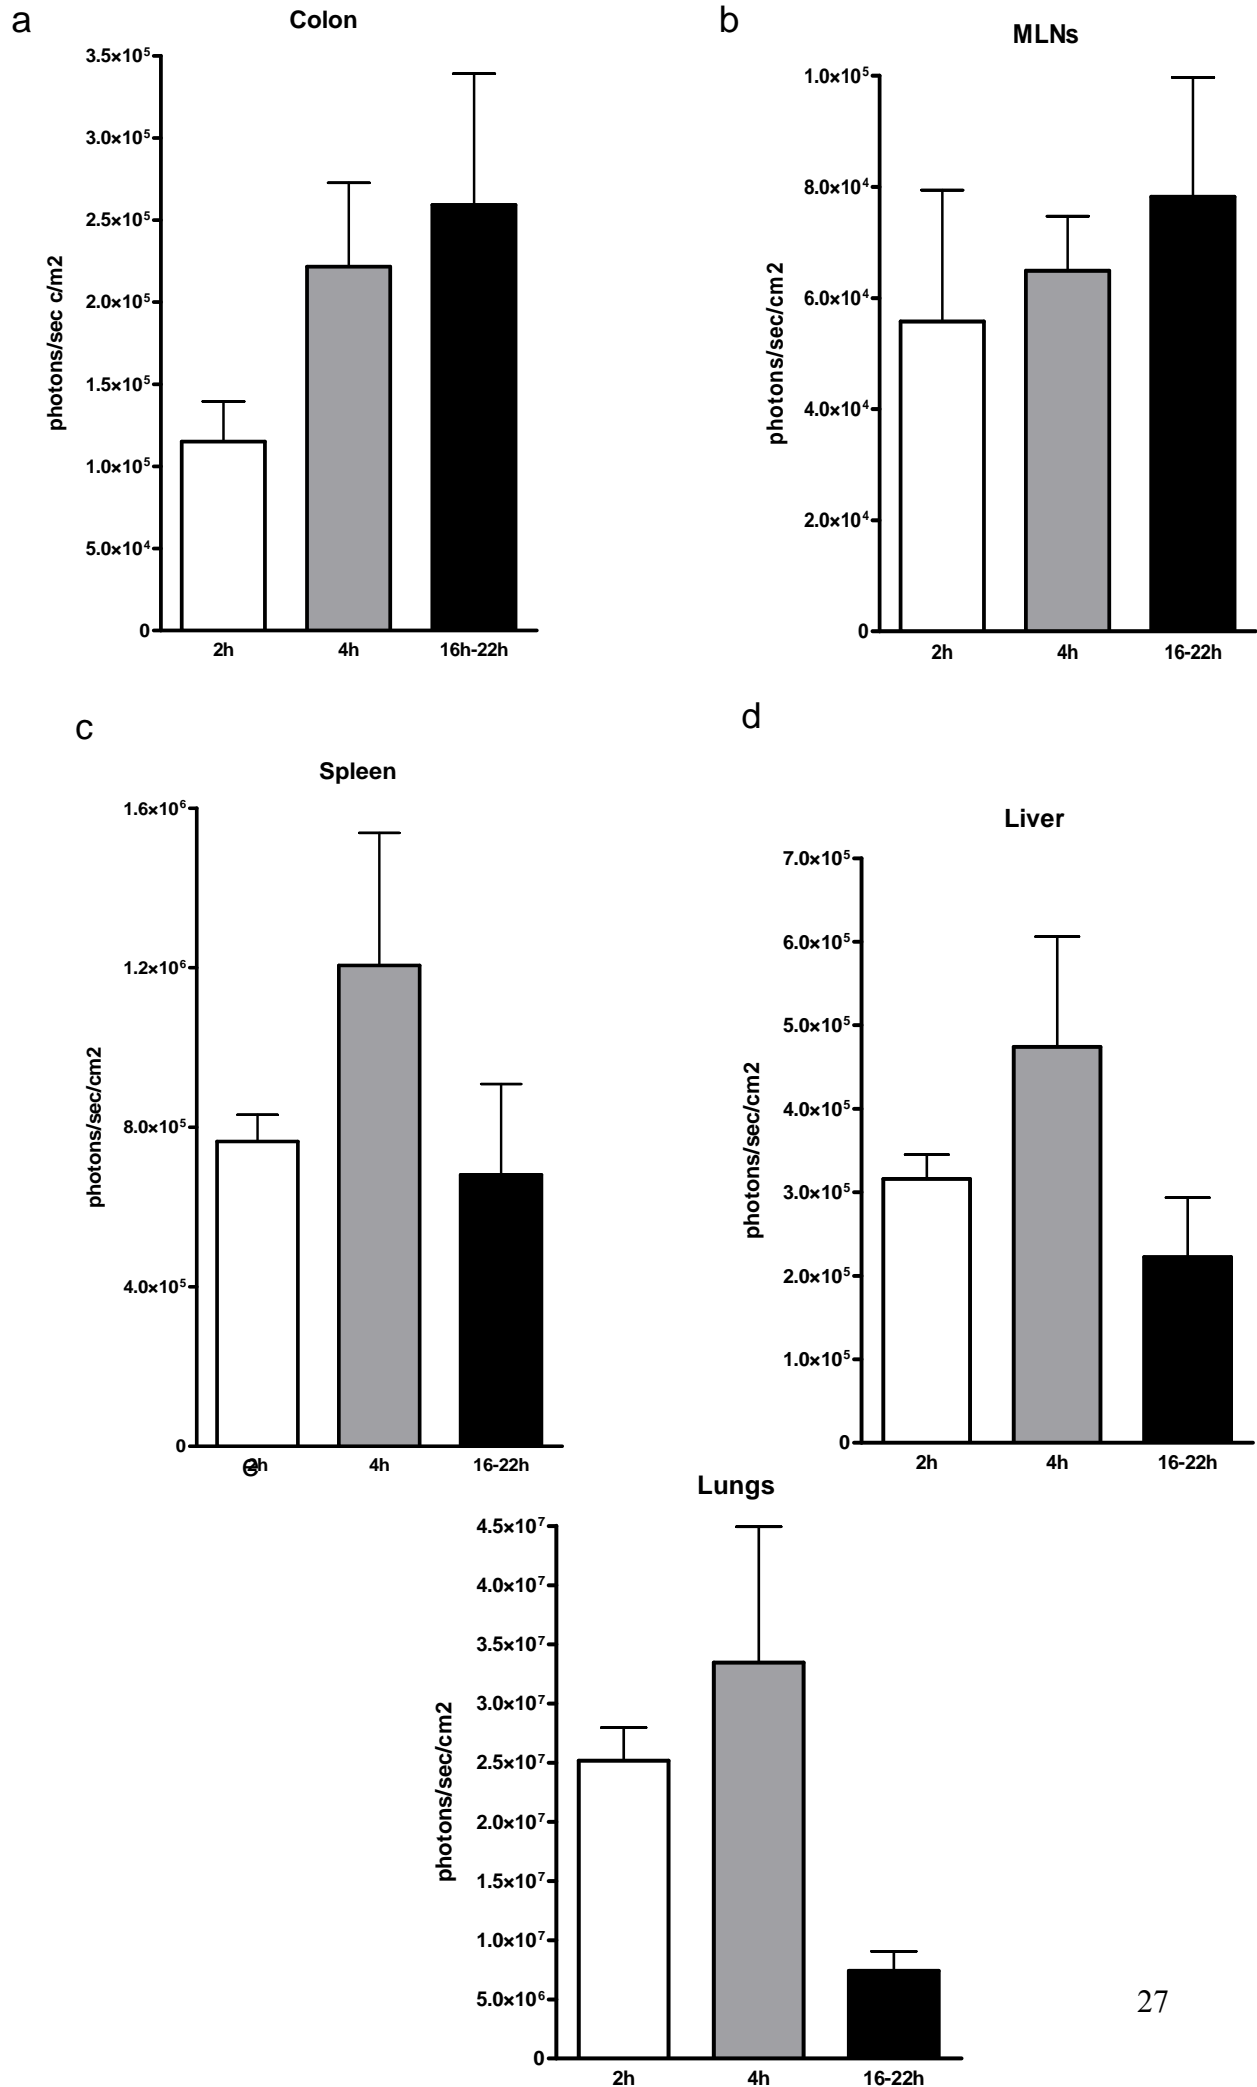 a
Colon
3.5×10⁵
3.0×10⁵
2.5×10⁵
2.0×10⁵
1.5×10⁵
1.0×10⁵
5.0×10⁴
0
photons/sec c/m2
2h 4h 16h-22h
b
MLNs
1.0×10⁵
8.0×10⁴
6.0×10⁴
4.0×10⁴
2.0×10⁴
0
photons/sec/cm2
2h 4h 16-22h
c
Spleen
1.6×10⁶
1.2×10⁶
8.0×10⁵
4.0×10⁵
0
photons/sec/cm2
2h 4h 16-22h
d
Liver
7.0×10⁵
6.0×10⁵
5.0×10⁵
4.0×10⁵
3.0×10⁵
2.0×10⁵
1.0×10⁵
0
photons/sec/cm2
2h 4h 16-22h
e
Lungs
4.5×10⁷
4.0×10⁷
3.5×10⁷
3.0×10⁷
2.5×10⁷
2.0×10⁷
1.5×10⁷
1.0×10⁷
5.0×10⁶
0
photons/sec/cm2
2h 4h 16-22h
27